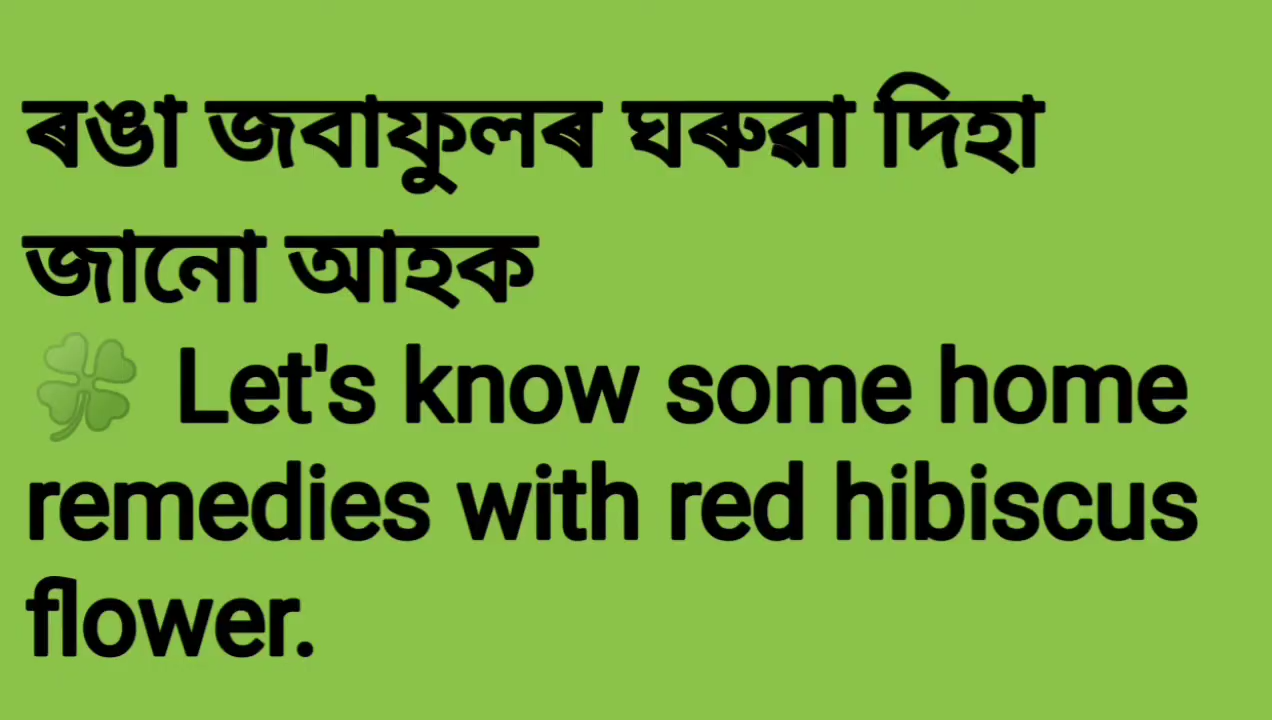 ৰঙা জবাফুলৰ ঘৰুৱা দিহা
জানো আহক
🍀 Let's know some home
remedies with red hibiscus
flower.